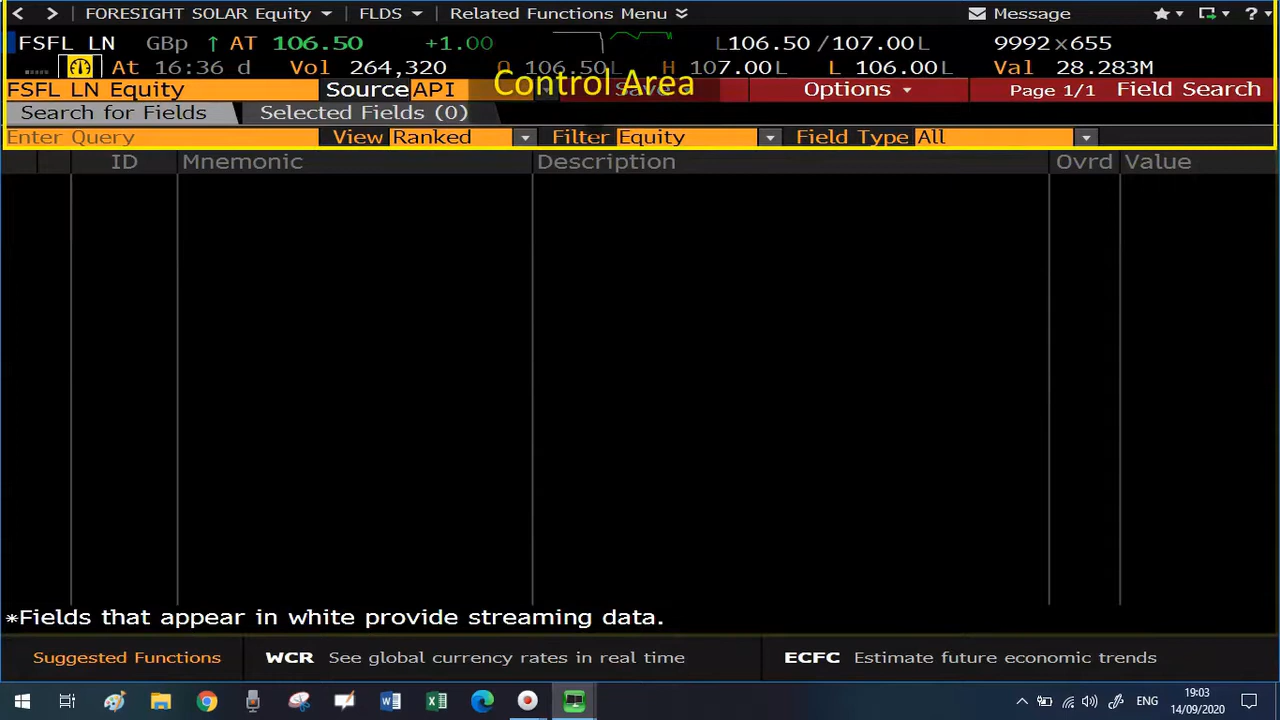 < > FORESIGHT SOLAR Equity FLDS Related Functions Menu Message ?
FSFL LN GBp ↑ AT 106.50 +1.00 L106.50 /107.00L 9992×655
At 16:36 d Vol 264,320 O 106.50L H 107.00L L 106.00L Val 28.283M
Control Area
FSFL LN Equity Source API Save Options Page 1/1 Field Search
Search for Fields Selected Fields (0)
Enter Query View Ranked Filter Equity Field Type All
ID Mnemonic Description Ovrd Value
*Fields that appear in white provide streaming data.
Suggested Functions WCR See global currency rates in real time ECFC Estimate future economic trends
ENG 19:03
14/09/2020